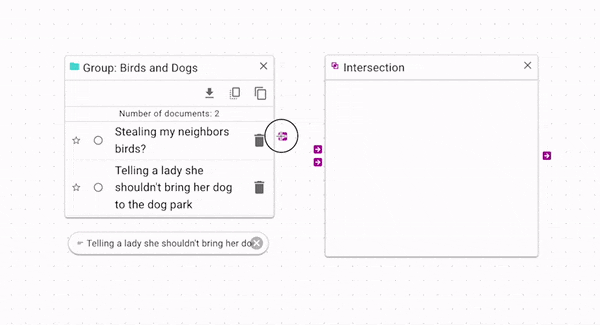 Group: Birds and Dogs
Number of documents: 2
Stealing my neighbors
birds?
Telling a lady she
shouldn't bring her dog
to the dog park
Telling a lady she shouldn't bring her do
Intersection